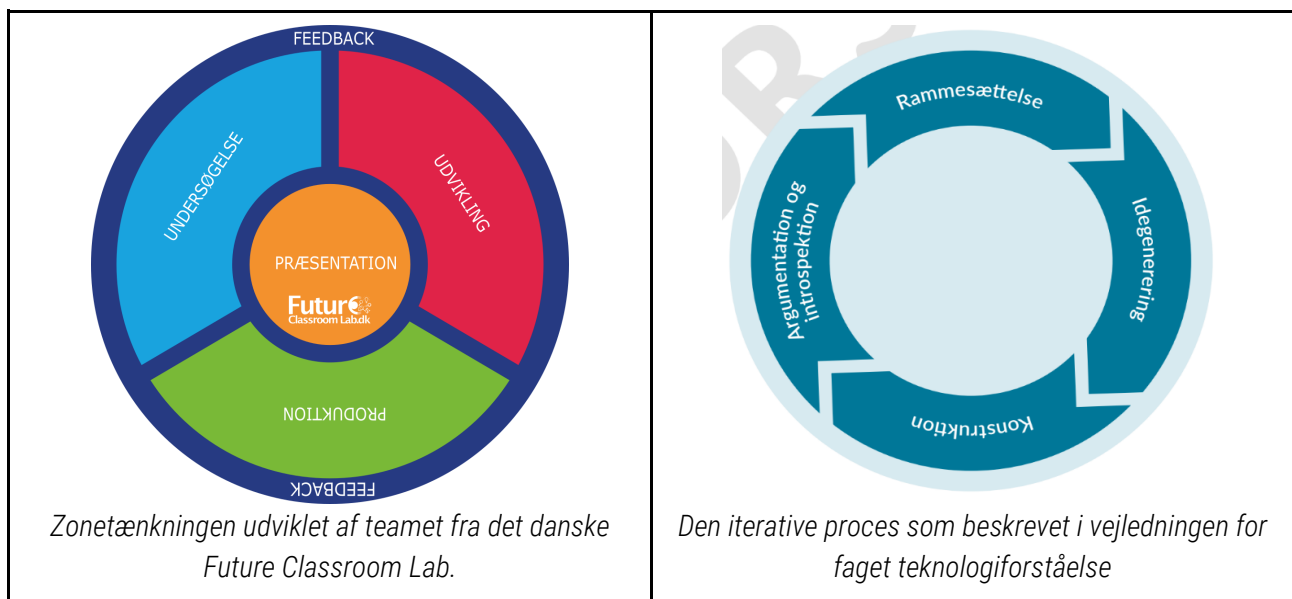 FEEDBACK
UNDERSØGELSE
UDVIKLING
PRÆSENTATION
Future
Classroom Lab.dk
PRODUKTION
FEEDBACK
Zonetænkningen udviklet af teamet fra det danske
Future Classroom Lab.
Rammesættelse
Idegenerering
Konstruktion
Argumentation og
introspektion
Den iterative proces som beskrevet i vejledningen for
faget teknologiforståelse